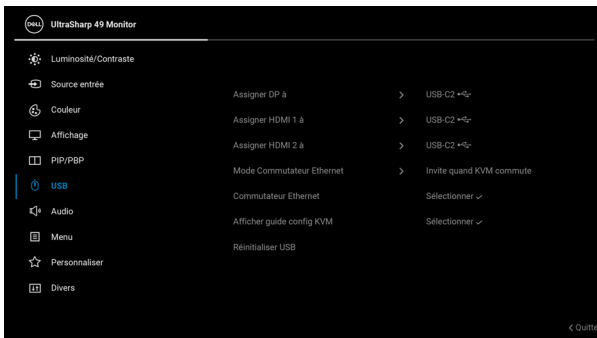 DELL UltraSharp 49 Monitor
Luminosité/Contraste
Source entrée
Couleur
Affichage
PIP/PBP
USB
Audio
Menu
Personnaliser
Divers
Assigner DP à > USB-C2
Assigner HDMI 1 à > USB-C2
Assigner HDMI 2 à > USB-C2
Mode Commutateur Ethernet > Invite quand KVM commute
Commutateur Ethernet Sélectionner ✓
Afficher guide config KVM Sélectionner ✓
Réinitialiser USB
< Quitte